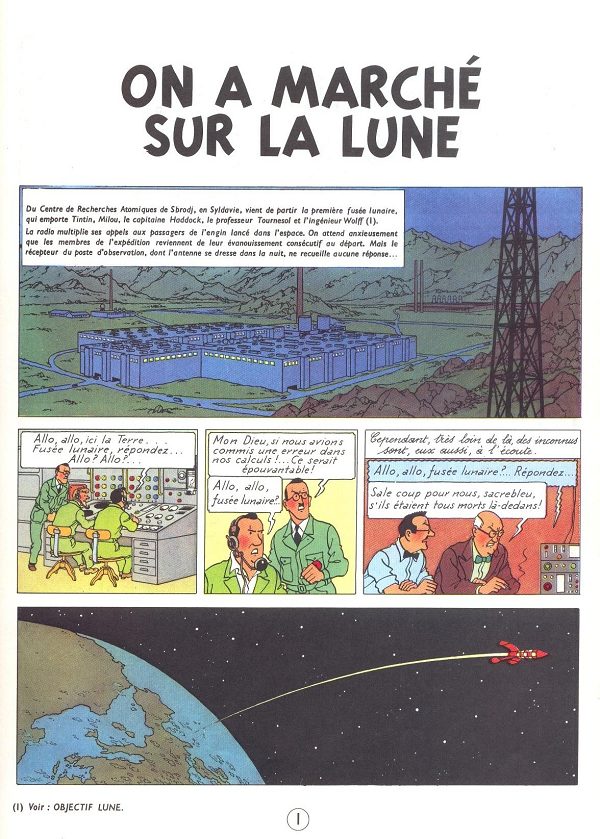 ON A MARCHÉ
SUR LA LUNE
Du Centre de Recherches Atomiques de Sbrodj, en Syldavie, vient de partir la première fusée lunaire,
qui emporte Tintin, Milou, le capitaine Haddock, le professeur Tournesol et l'ingénieur Wolff (I).
La radio multiplie ses appels aux passagers de l'engin lancé dans l'espace. On attend anxieusement
que les membres de l'expédition reviennent de leur évanouissement consécutif au départ. Mais le
récepteur du poste d'observation, dont l'antenne se dresse dans la nuit, ne recueille aucune réponse...
Allo, allo, ici la Terre...
Fusée lunaire, répondez...
Allo? Allo?...
Mon Dieu, si nous avions
commis une erreur dans
nos calculs!... Ce serait
épouvantable!
Allo, allo,
fusée lunaire?..
Cependant, très loin de là, des inconnus
sont, eux aussi, à l'écoute.
Allo, allo, fusée lunaire?... Répondez...
Sale coup pour nous, sacrebleu,
s'ils étaient tous morts là-dedans!
(I) Voir : OBJECTIF LUNE.
1